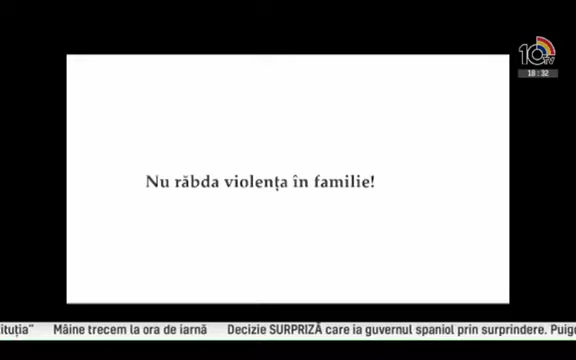 10TV
18:32
Nu răbda violența în familie!
Mâine trecem la ora de iarnă Decizie SURPRIZĂ care ia guvernul spaniol prin surprindere.